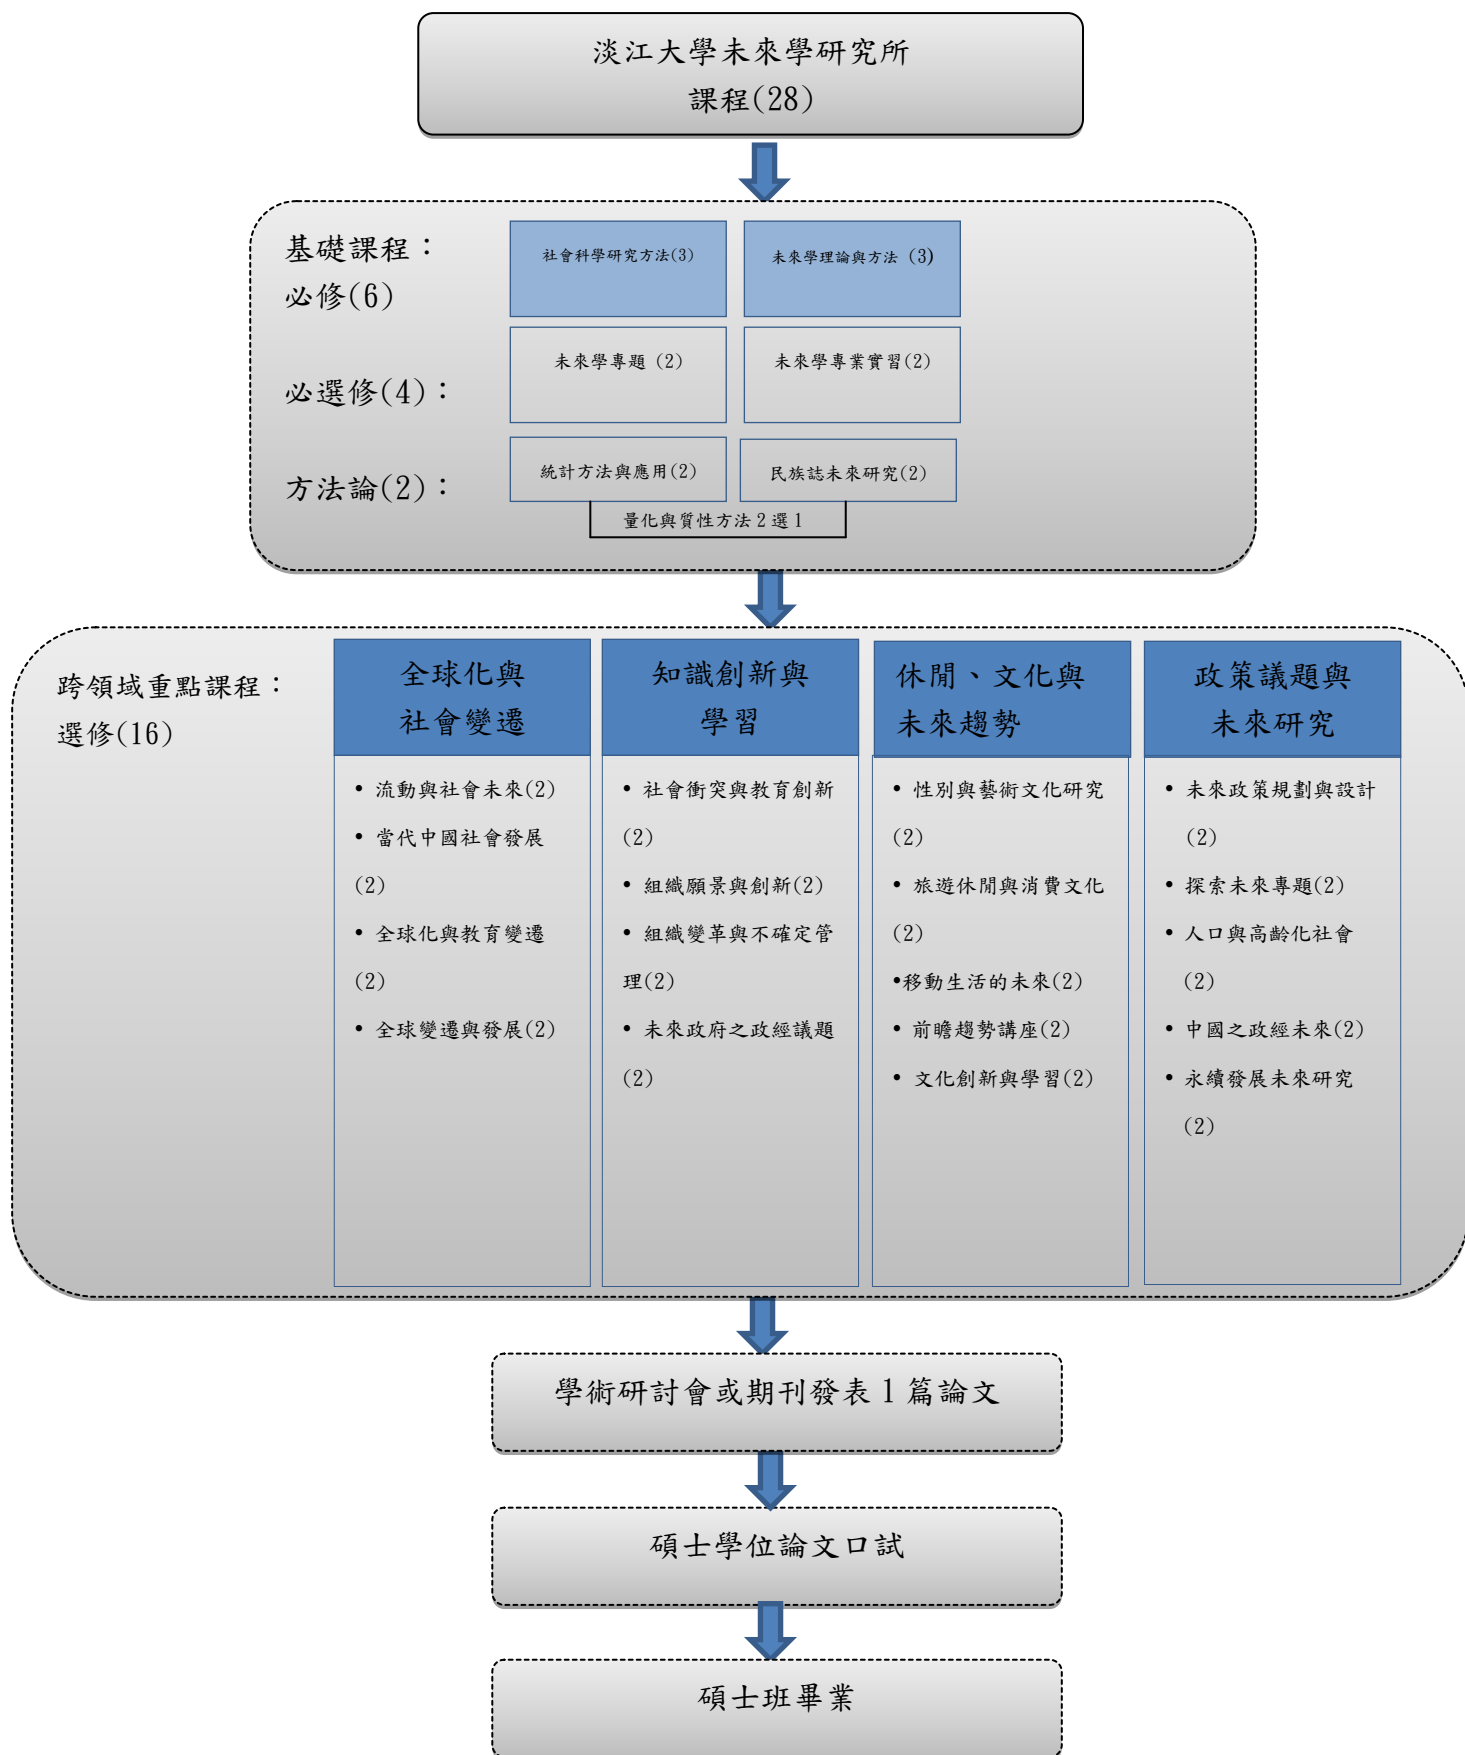 淡江大學未來學研究所
課程(28)
基礎課程：
必修(6)
社會科學研究方法(3)
未來學理論與方法 (3)
必選修(4)：
未來學專題 (2)
未來學專業實習(2)
方法論(2)：
統計方法與應用(2)
民族誌未來研究(2)
量化與質性方法 2 選 1
跨領域重點課程：
選修(16)
全球化與
社會變遷
• 流動與社會未來(2)
• 當代中國社會發展
(2)
• 全球化與教育變遷
(2)
• 全球變遷與發展(2)
知識創新與
學習
• 社會衝突與教育創新
(2)
• 組織願景與創新(2)
• 組織變革與不確定管
理(2)
• 未來政府之政經議題
(2)
休閒、文化與
未來趨勢
• 性別與藝術文化研究
(2)
• 旅遊休閒與消費文化
(2)
•移動生活的未來(2)
• 前瞻趨勢講座(2)
• 文化創新與學習(2)
政策議題與
未來研究
• 未來政策規劃與設計
(2)
• 探索未來專題(2)
• 人口與高齡化社會
(2)
• 中國之政經未來(2)
• 永續發展未來研究
(2)
學術研討會或期刊發表 1 篇論文
碩士學位論文口試
碩士班畢業